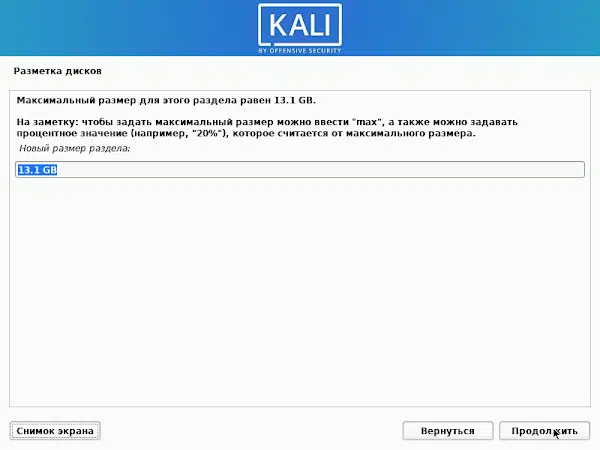 KALI
BY OFFENSIVE SECURITY
Разметка дисков
Максимальный размер для этого раздела равен 13.1 GB.
На заметку: чтобы задать максимальный размер можно ввести "max", а также можно задавать
процентное значение (например, "20%"), которое считается от максимального размера.
Новый размер раздела:
13.1 GB
Снимок экрана
Вернуться
Продолжить